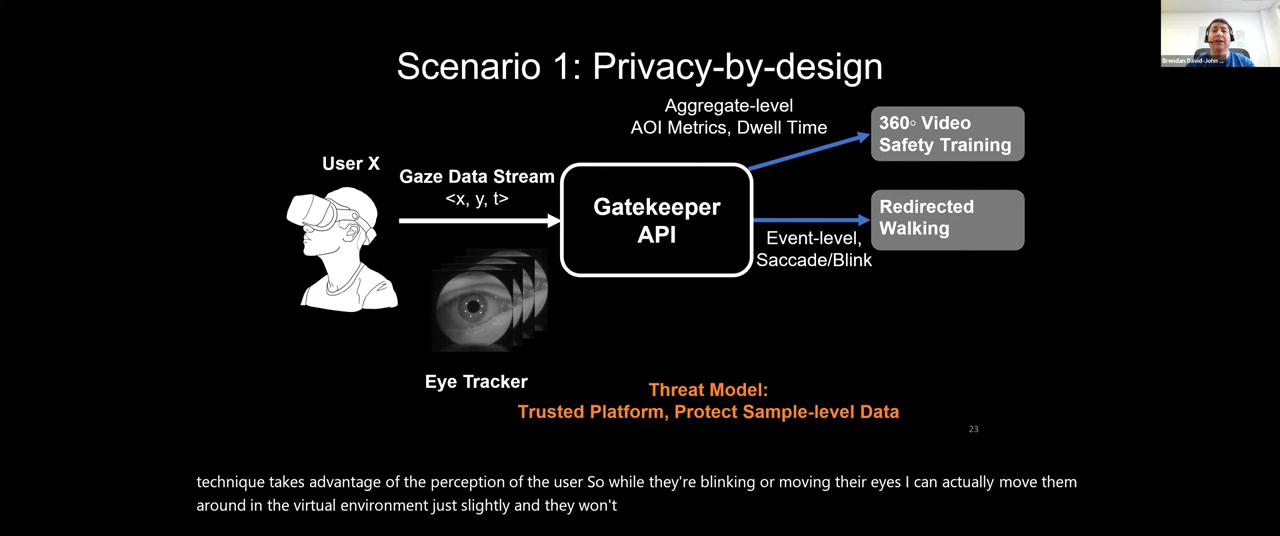 Scenario 1: Privacy-by-design
Brendan David-John ...
Aggregate-level
AOI Metrics, Dwell Time
360◦ Video
Safety Training
User X
Gaze Data Stream
<x, y, t>
Gatekeeper
API
Redirected
Walking
Event-level,
Saccade/Blink
Eye Tracker
Threat Model:
Trusted Platform, Protect Sample-level Data
23
technique takes advantage of the perception of the user So while they're blinking or moving their eyes I can actually move them
around in the virtual environment just slightly and they won't